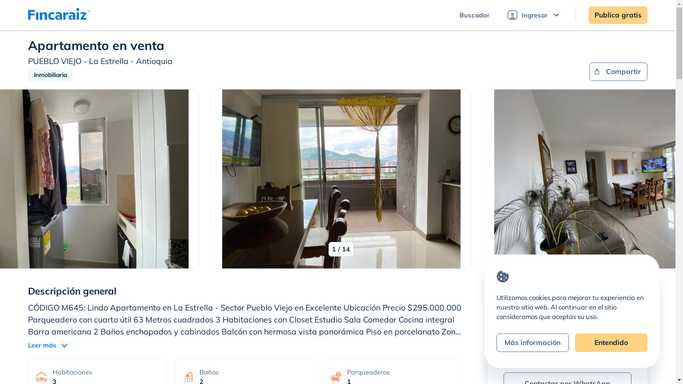 Fincaraiz
Buscador
Ingresar
Publica gratis
Apartamento en venta
PUEBLO VIEJO - La Estrella - Antioquia
Inmobiliaria
Compartir
1 / 14
Descripción general
CÓDIGO M645: Lindo Apartamento en La Estrella - Sector Pueblo Viejo en Excelente Ubicación Precio $295.000.000
Parqueadero con cuarto útil 63 Metros cuadrados 3 Habitaciones con Closet Estudio Sala Comedor Cocina integral
Barra americana 2 Baños enchapados y cabinados Balcón con hermosa vista panorámica Piso en porcelanato Zon...
Leer más
Habitaciones
3
Baños
2
Parqueaderos
1
Utilizamos cookies para mejorar tu experiencia en
nuestro sitio web. Al continuar en el sitio
consideramos que aceptas su uso.
Más información
Entendido
Contactar por WhatsApp